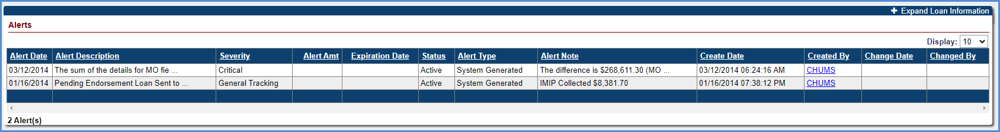 Expand Loan Information
Alerts
Display: 10
Alert Date Alert Description Severity Alert Amt Expiration Date Status Alert Type Alert Note Create Date Created By Change Date Changed By
03/12/2014 The sum of the details for MO fie ... Critical Active System Generated The difference is $268,611.30 (MO ... 03/12/2014 06:24:16 AM CHUMS
01/16/2014 Pending Endorsement Loan Sent to ... General Tracking Active System Generated IMIP Collected $8,381.70 01/16/2014 07:38:12 PM CHUMS
2 Alert(s)